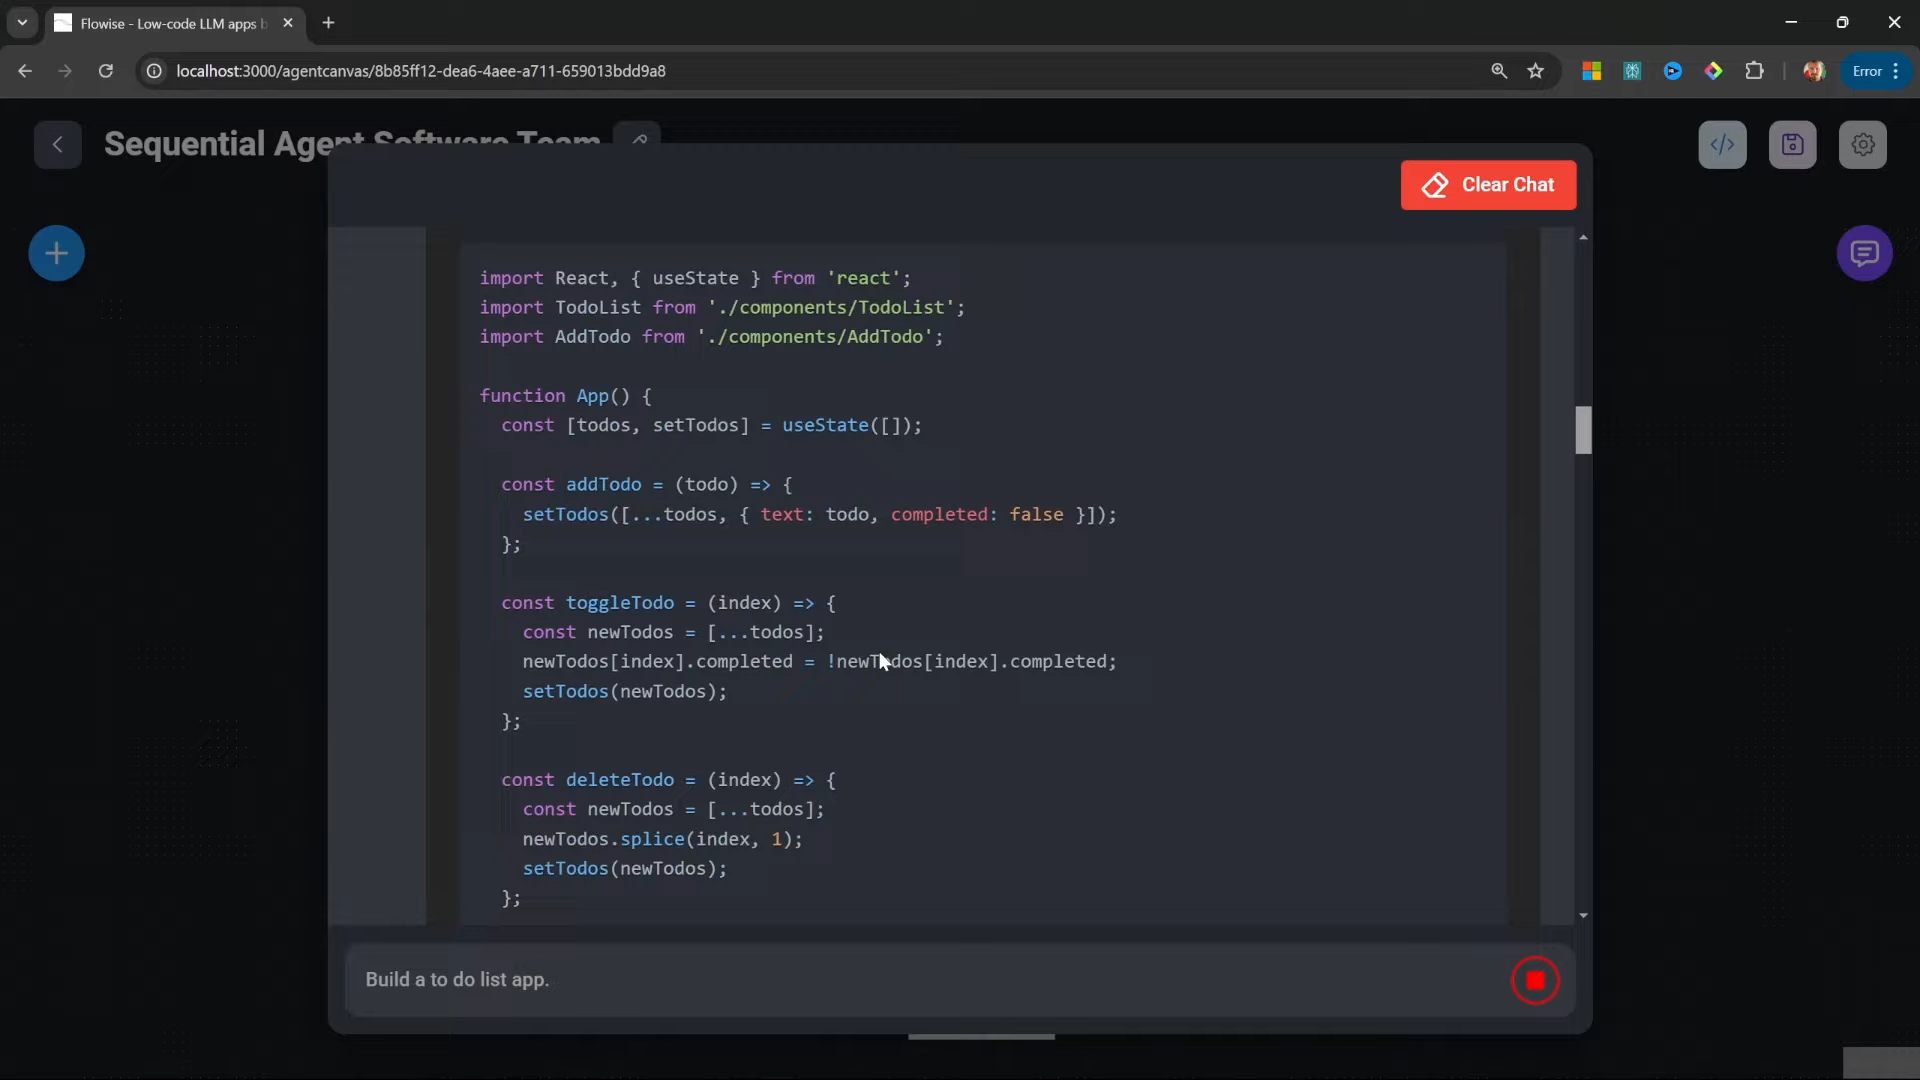 Flowise - Low-code LLM apps b
localhost:3000/agentcanvas/8b85ff12-dea6-4aee-a711-659013bdd9a8
Error
Sequential Agent Software Team
Clear Chat
import React, { useState } from 'react';
import TodoList from './components/TodoList';
import AddTodo from './components/AddTodo';
function App() {
const [todos, setTodos] = useState([]);
const addTodo = (todo) => {
setTodos([...todos, { text: todo, completed: false }]);
};
const toggleTodo = (index) => {
const newTodos = [...todos];
newTodos[index].completed = !newTodos[index].completed;
setTodos(newTodos);
};
const deleteTodo = (index) => {
const newTodos = [...todos];
newTodos.splice(index, 1);
setTodos(newTodos);
};
Build a to do list app.